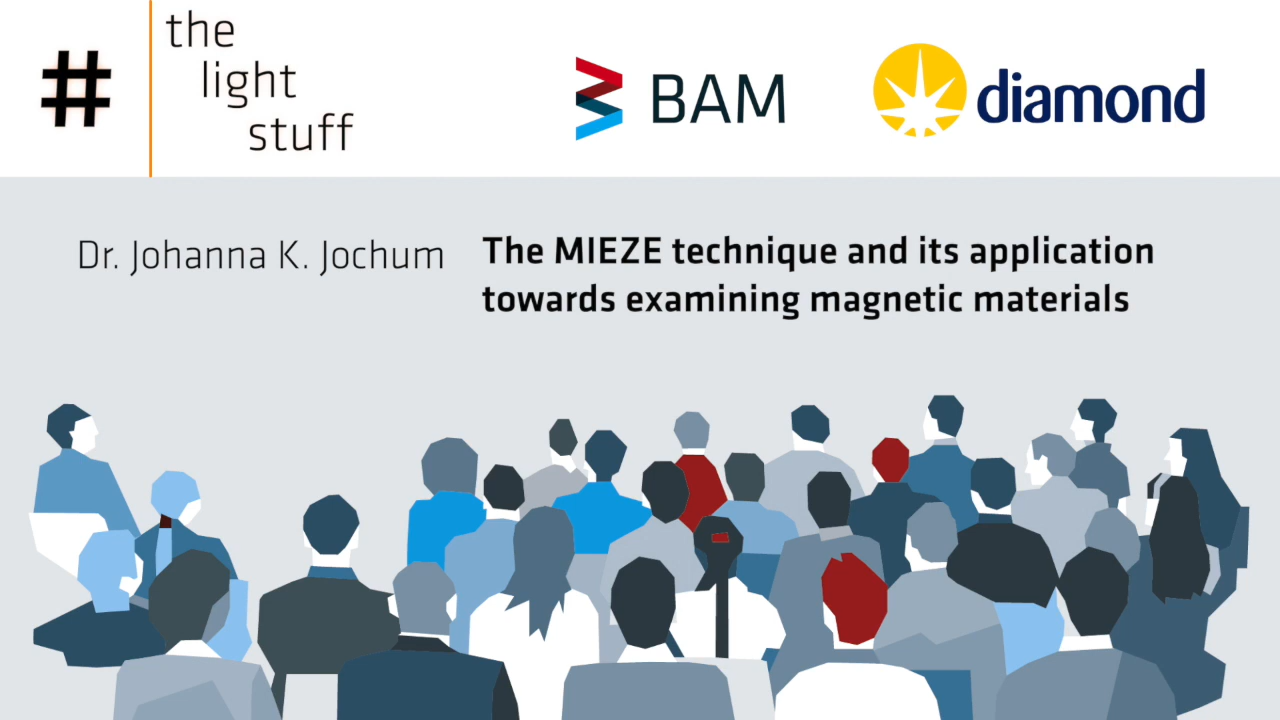 #
the
light
stuff
BAM
diamond
Dr. Johanna K. Jochum
The MIEZE technique and its application
towards examining magnetic materials